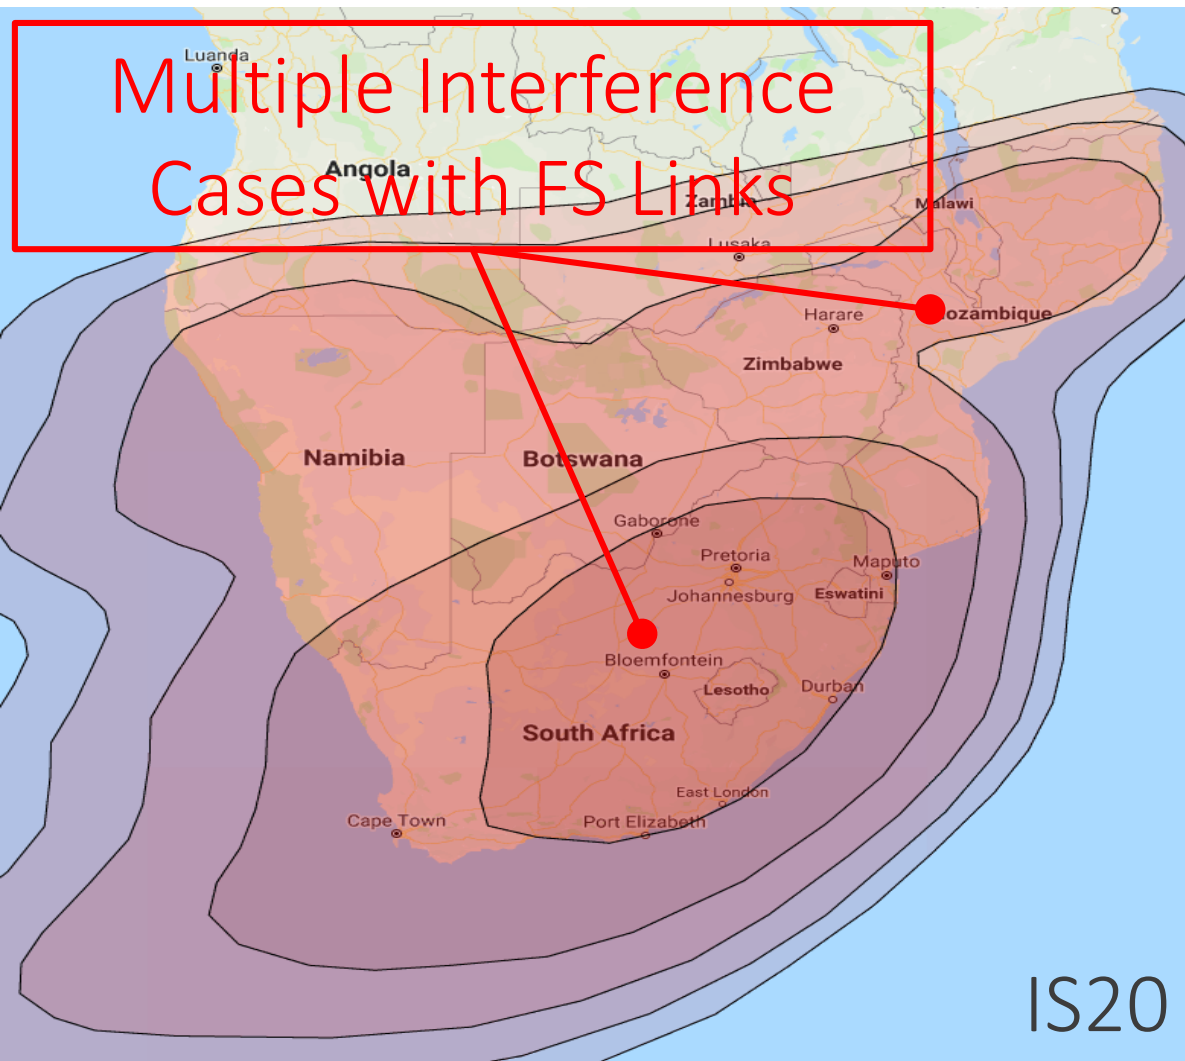 Luanda
Multiple Interference
Cases with FS Links
Angola
Zambia
Malawi
Lusaka
Harare
ozambique
Zimbabwe
Namibia
Botswana
Gaborone
Pretoria
Maputo
Johannesburg
Eswatini
Bloemfontein
Lesotho
Durban
South Africa
East London
Cape Town
Port Elizabeth
IS20